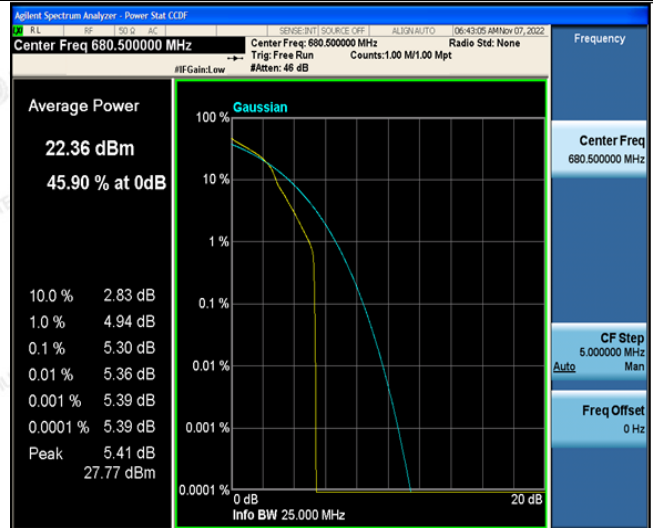 Agilent Spectrum Analyzer - Power Stat CCDF
RL RF 50 Ω AC SENSE:INT SOURCE OFF ALIGN AUTO 06:43:05 AM Nov 07, 2022
Center Freq 680.500000 MHz
Center Freq: 680.500000 MHz Radio Std: None
Trig: Free Run Counts:1.00 M/1.00 Mpt
#IFGain:Low #Atten: 46 dB
Frequency
Average Power
22.36 dBm
45.90 % at 0dB
10.0 % 2.83 dB
1.0 % 4.94 dB
0.1 % 5.30 dB
0.01 % 5.36 dB
0.001 % 5.39 dB
0.0001 % 5.39 dB
Peak 5.41 dB
27.77 dBm
Gaussian
100 %
10 %
1 %
0.1 %
0.01 %
0.001 %
0.0001 %
0 dB 20 dB
Info BW 25.000 MHz
Center Freq
680.500000 MHz
CF Step
5.000000 MHz
Auto Man
Freq Offset
0 Hz